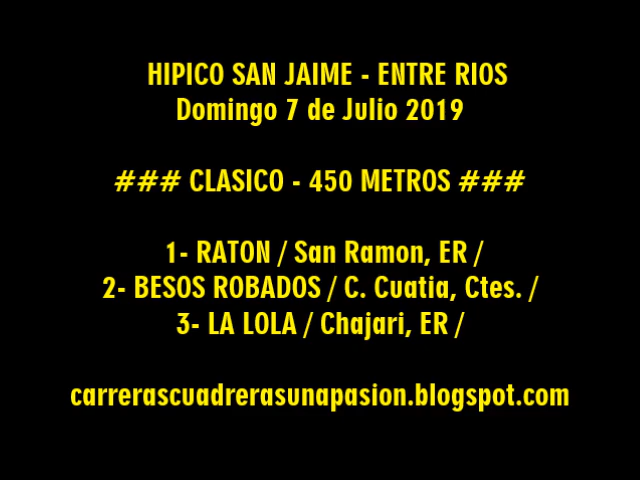 HIPICO SAN JAIME - ENTRE RIOS
Domingo 7 de Julio 2019
### CLASICO - 450 METROS ###
1- RATON / San Ramon, ER /
2- BESOS ROBADOS / C. Cuatia, Ctes. /
3- LA LOLA / Chajari, ER /
carrerascuadrerasunapasion.blogspot.com